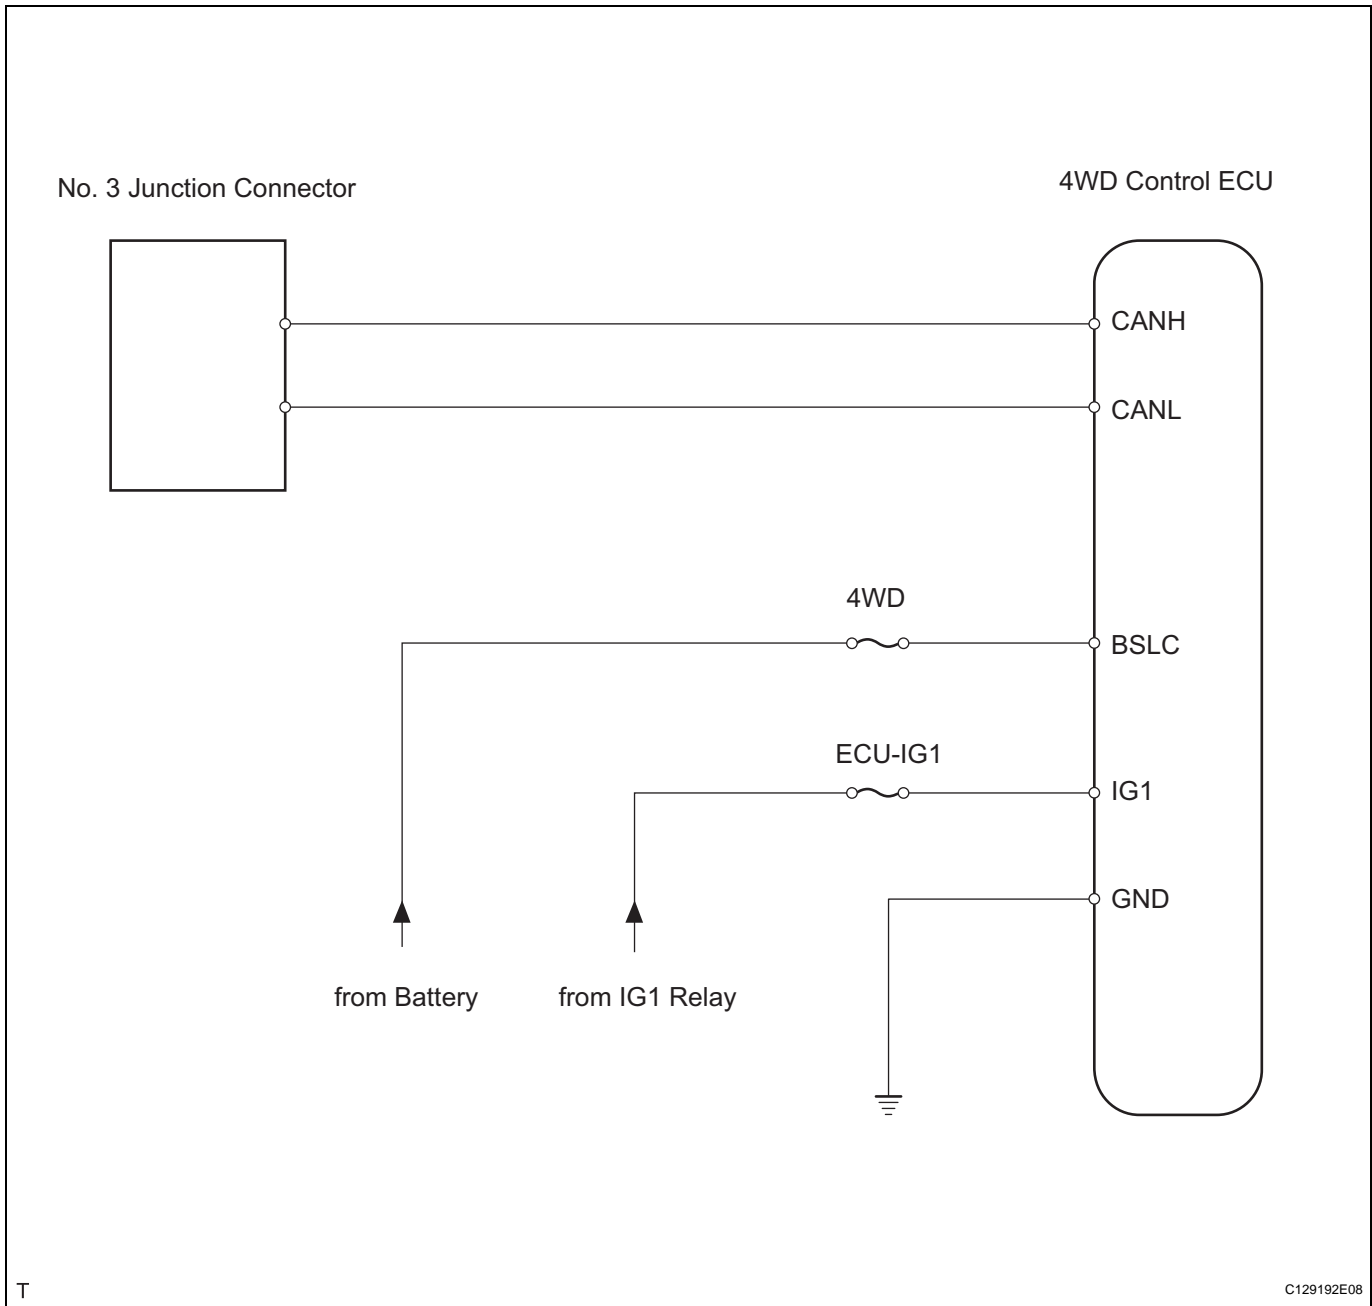 No. 3 Junction Connector
4WD Control ECU
CANH
CANL
4WD
BSLC
ECU-IG1
IG1
GND
from Battery
from IG1 Relay
T
C129192E08